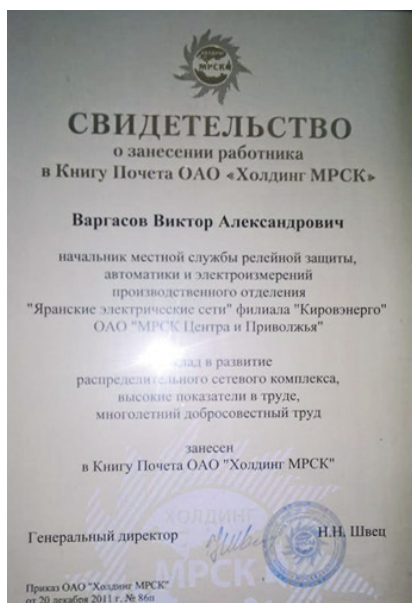 МРСК
СВИДЕТЕЛЬСТВО
о занесении работника
в Книгу Почета ОАО «Холдинг МРСК»
Варгасов Виктор Александрович
начальник местной службы релейной защиты,
автоматики и электроизмерений
производственного отделения
"Яранские электрические сети" филиала "Кировэнерго"
ОАО "МРСК Центра и Приволжья"
в развитие
распределительного сетевого комплекса,
высокие показатели в труде,
многолетний добросовестный труд
занесен
в Книгу Почета ОАО "Холдинг МРСК"
ХОЛДИНГ
МРСК
Генеральный директор
Н.Н. Швец
Приказ ОАО "Холдинг МРСК"
от 20 декабря 2011 г. № 86п